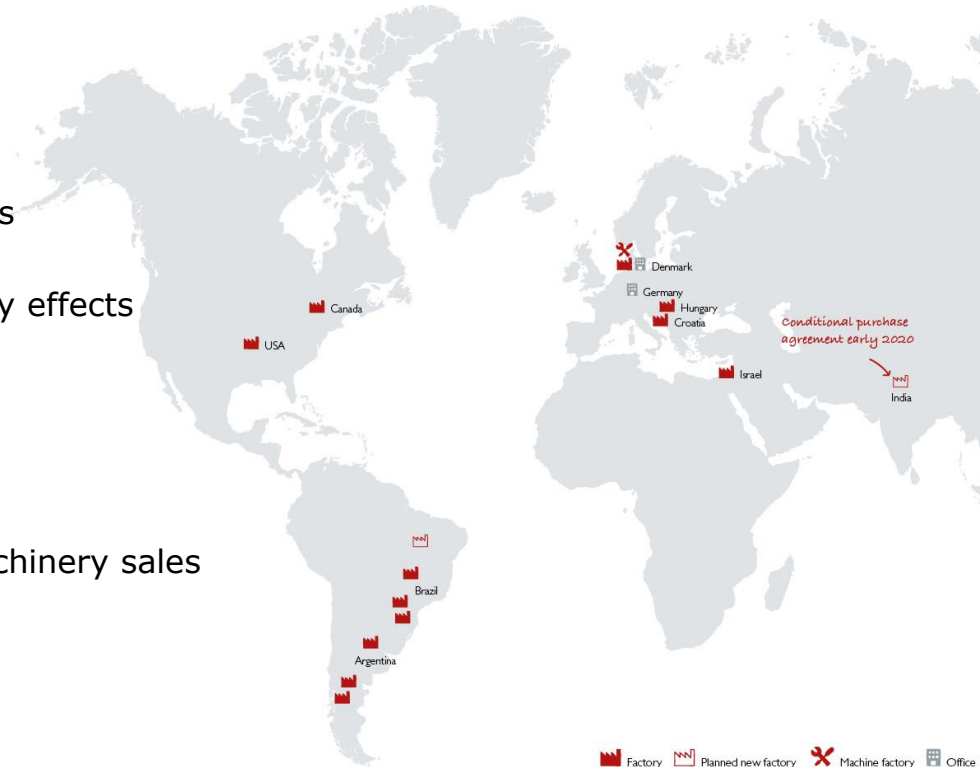 s
y effects
chinery sales
Canada
USA
Denmark
Germany
Hungary
Croatia
Israel
Conditional purchase
agreement early 2020
India
Brazil
Argentina
Factory Planned new factory Machine factory Office